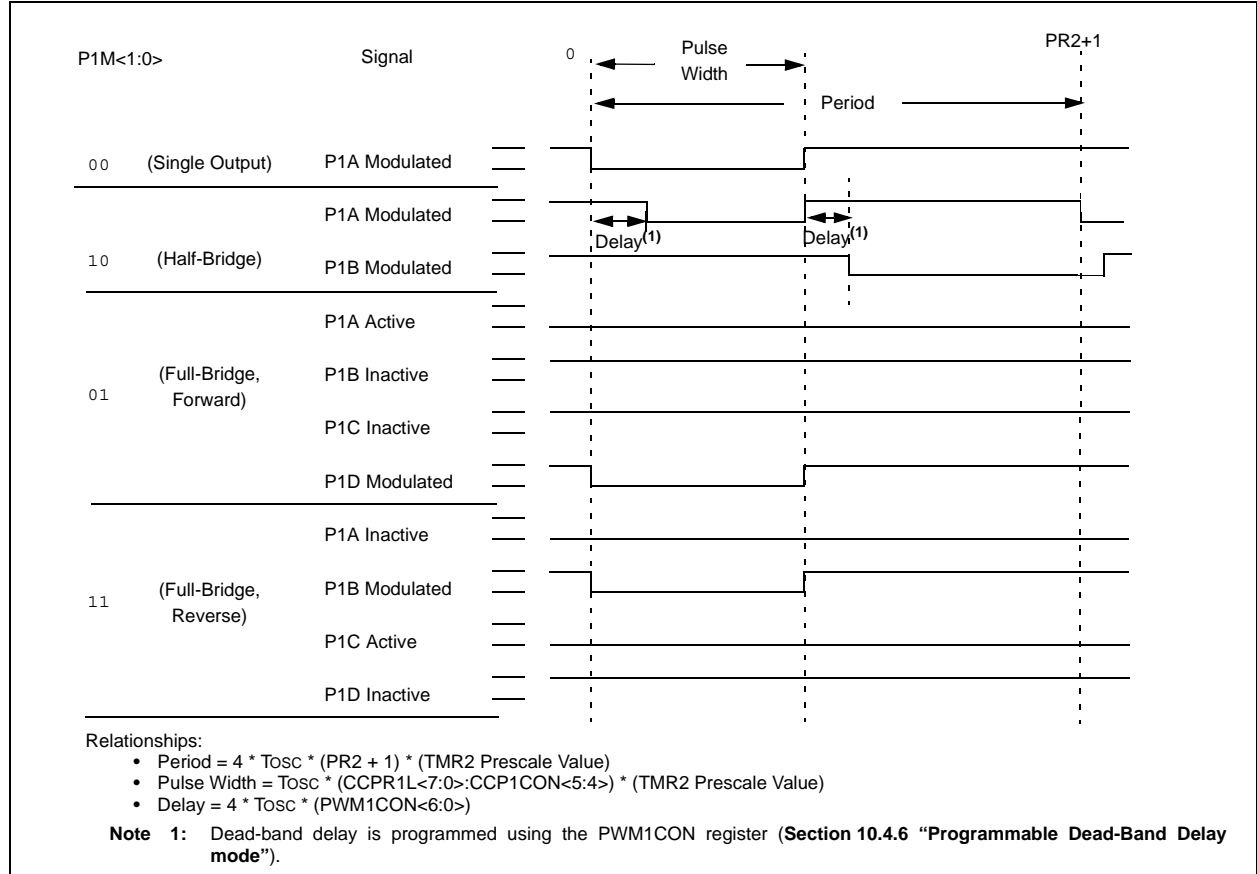 P1M<1:0> Signal 0 Pulse Width PR2+1
Period
00 (Single Output) P1A Modulated
P1A Modulated
Delay(1) Delay(1)
10 (Half-Bridge) P1B Modulated
P1A Active
01 (Full-Bridge, Forward) P1B Inactive
P1C Inactive
P1D Modulated
P1A Inactive
11 (Full-Bridge, Reverse) P1B Modulated
P1C Active
P1D Inactive
Relationships:
• Period = 4 * TOSC * (PR2 + 1) * (TMR2 Prescale Value)
• Pulse Width = TOSC * (CCPR1L<7:0>:CCP1CON<5:4>) * (TMR2 Prescale Value)
• Delay = 4 * TOSC * (PWM1CON<6:0>)
Note 1: Dead-band delay is programmed using the PWM1CON register (Section 10.4.6 “Programmable Dead-Band Delay
mode”).